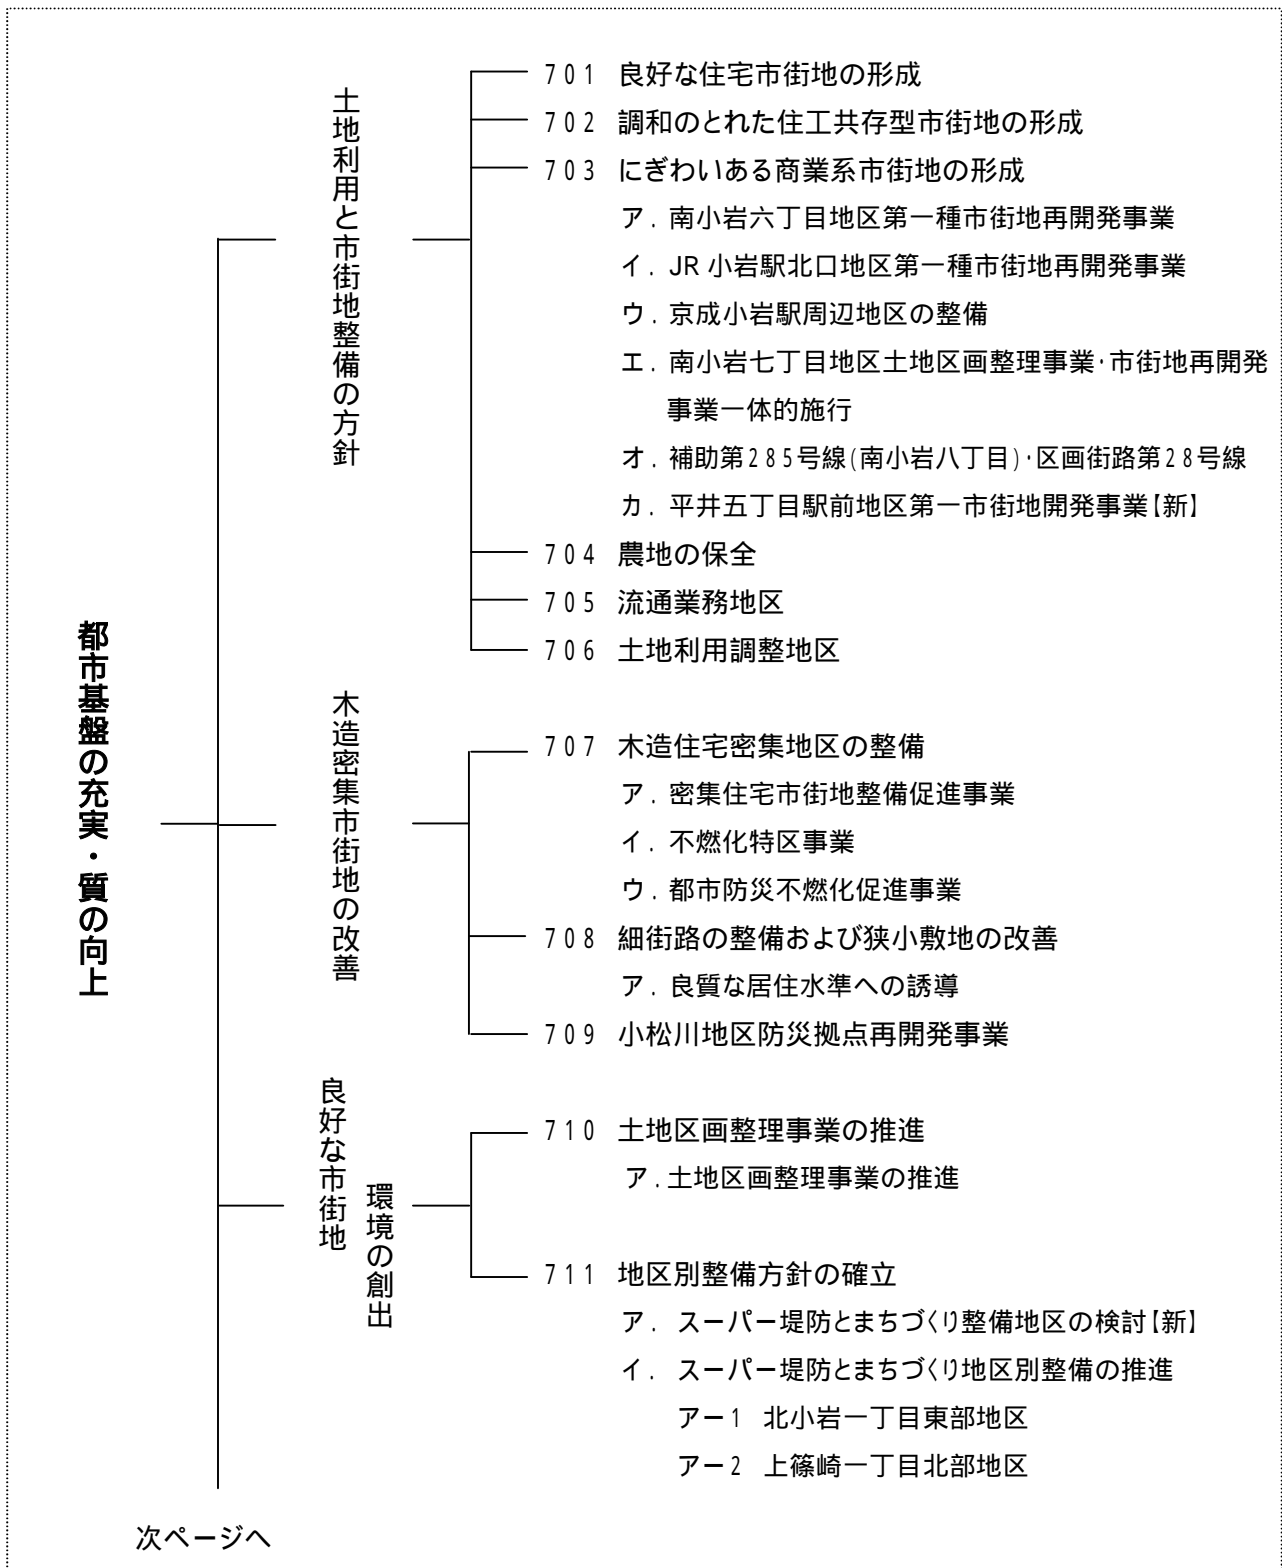 都市基盤の充実・質の向上
土地利用と市街地整備の方針
701 良好な住宅市街地の形成
702 調和のとれた住工共存型市街地の形成
703 にぎわいある商業系市街地の形成
ア. 南小岩六丁目地区第一種市街地再開発事業
イ. JR小岩駅北口地区第一種市街地再開発事業
ウ. 京成小岩駅周辺地区の整備
エ. 南小岩七丁目地区土地区画整理事業・市街地再開発
事業一体的施行
オ. 補助第285号線(南小岩八丁目)・区画街路第28号線
カ. 平井五丁目駅前地区第一市街地開発事業【新】
704 農地の保全
705 流通業務地区
706 土地利用調整地区
木造密集市街地の改善
707 木造住宅密集地区の整備
ア. 密集住宅市街地整備促進事業
イ. 不燃化特区事業
ウ. 都市防災不燃化促進事業
708 細街路の整備および狭小敷地の改善
ア. 良質な居住水準への誘導
709 小松川地区防災拠点再開発事業
良好な市街地
環境の創出
710 土地区画整理事業の推進
ア.土地区画整理事業の推進
711 地区別整備方針の確立
ア. スーパー堤防とまちづくり整備地区の検討【新】
イ. スーパー堤防とまちづくり地区別整備の推進
アー1 北小岩一丁目東部地区
アー2 上篠崎一丁目北部地区
次ページへ